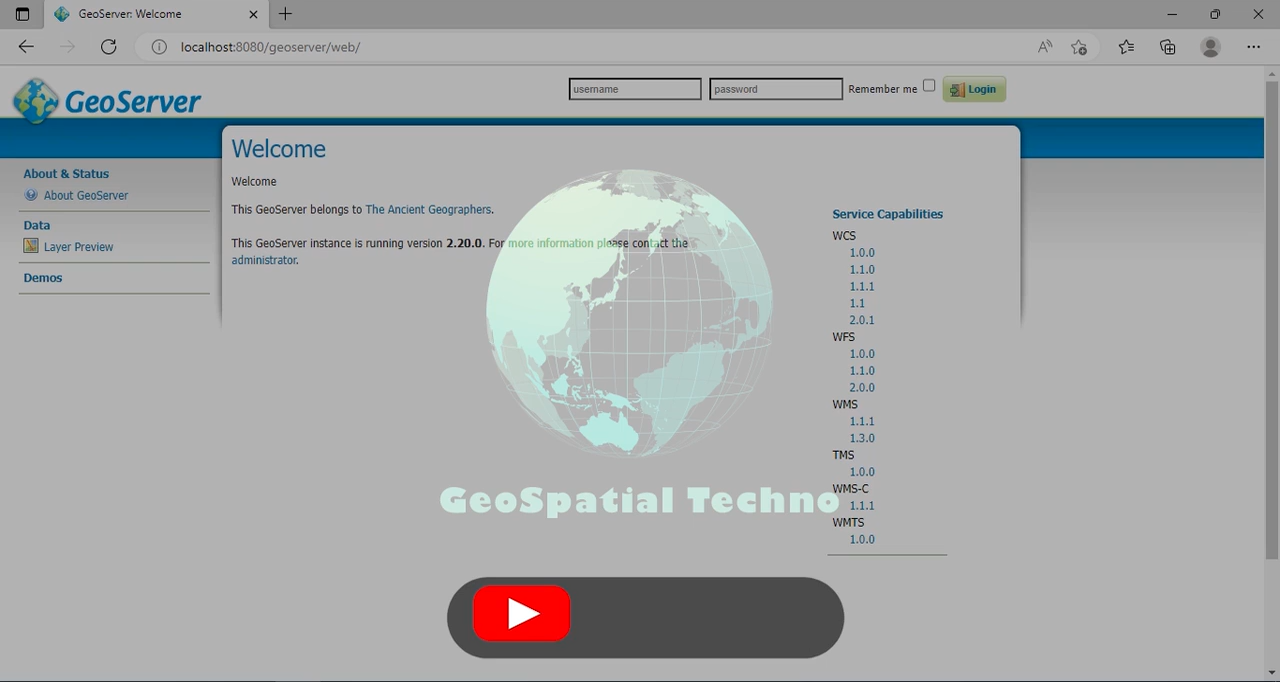 GeoServer: Welcome
localhost:8080/geoserver/web/
GeoServer
username
password
Remember me
Login
About & Status
About GeoServer
Data
Layer Preview
Demos
Welcome
Welcome
This GeoServer belongs to The Ancient Geographers.
This GeoServer instance is running version 2.20.0. For more information please contact the
administrator.
Service Capabilities
WCS
1.0.0
1.1.0
1.1.1
1.1
2.0.1
WFS
1.0.0
1.1.0
2.0.0
WMS
1.1.1
1.3.0
TMS
1.0.0
WMS-C
1.1.1
WMTS
1.0.0
GeoSpatial Techno